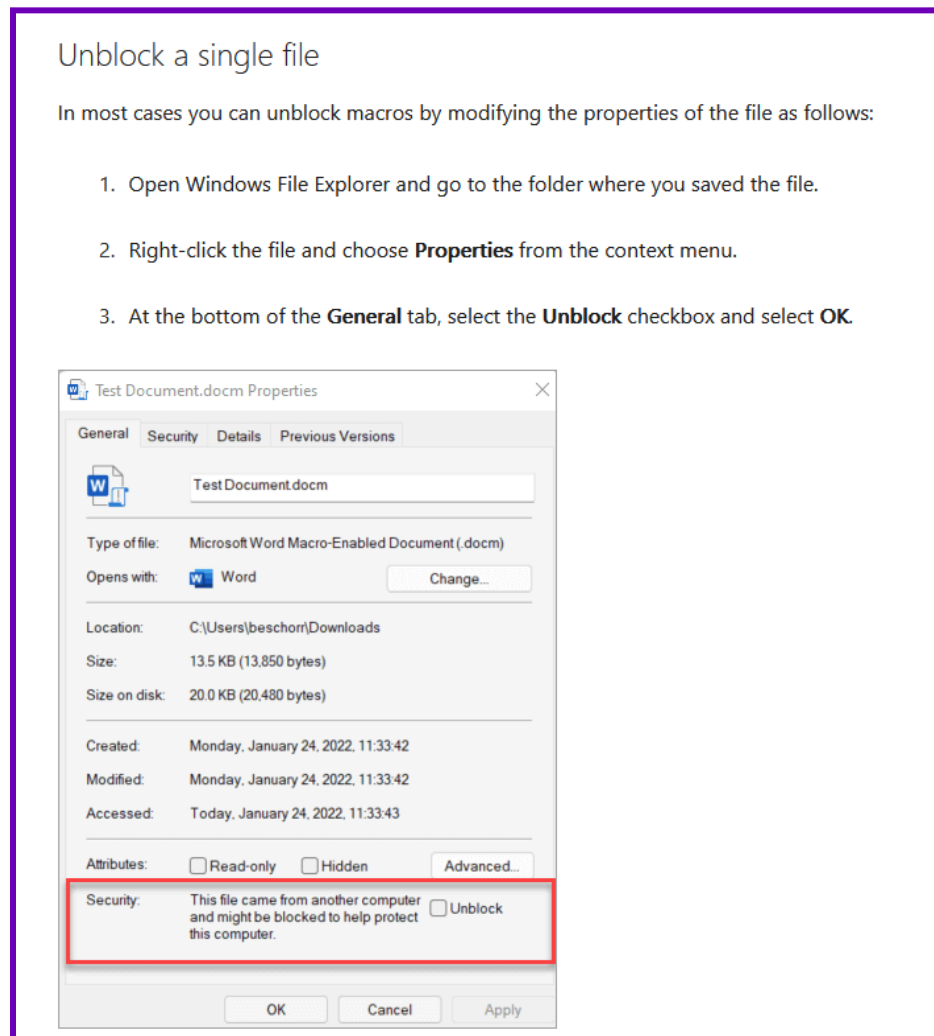 Unblock a single file
In most cases you can unblock macros by modifying the properties of the file as follows:
1. Open Windows File Explorer and go to the folder where you saved the file.
2. Right-click the file and choose Properties from the context menu.
3. At the bottom of the General tab, select the Unblock checkbox and select OK.
Test Document.docm Properties
General Security Details Previous Versions
Test Document.docm
Type of file: Microsoft Word Macro-Enabled Document (.docm)
Opens with: Word Change...
Location: C:\Users\beschorr\Downloads
Size: 13.5 KB (13,850 bytes)
Size on disk: 20.0 KB (20,480 bytes)
Created: Monday, January 24, 2022, 11:33:42
Modified: Monday, January 24, 2022, 11:33:42
Accessed: Today, January 24, 2022, 11:33:43
Attributes: Read-only Hidden Advanced...
Security: This file came from another computer
and might be blocked to help protect
this computer.
Unblock
OK Cancel Apply